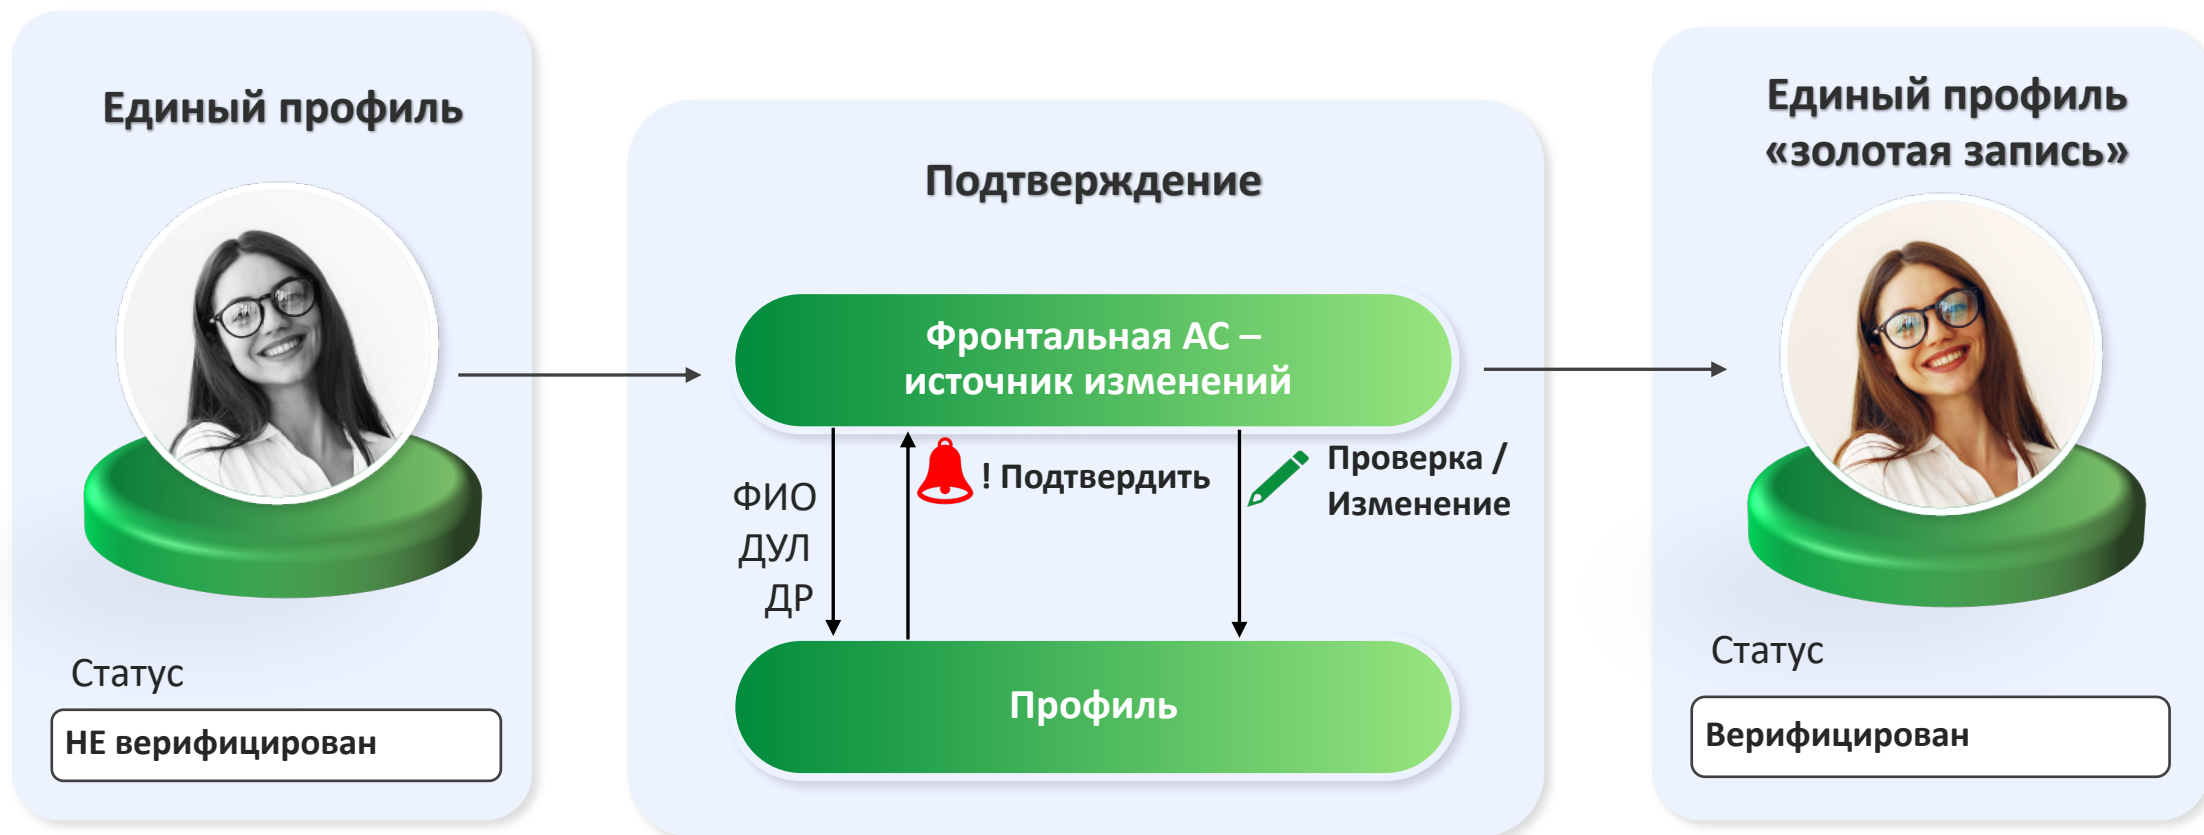 Единый профиль
Статус
НЕ верифицирован
Подтверждение
Фронтальная АС –
источник изменений
ФИО
ДУЛ
ДР
! Подтвердить
Проверка /
Изменение
Профиль
Единый профиль
«золотая запись»
Статус
Верифицирован